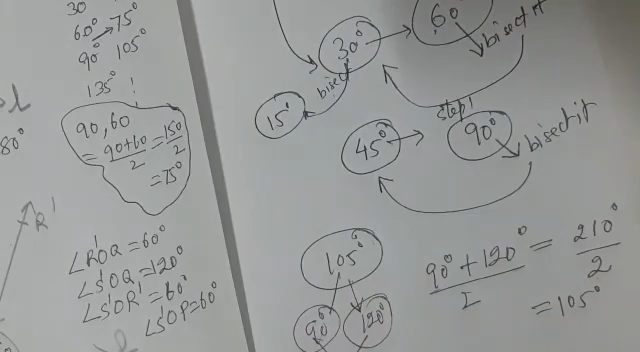 30
60° → 75°
90° 105°
135° !
80°
90, 60
= 90+60/2 = 150/2
= 75°
R'
∠R'OQ = 60°
∠S'OQ = 120°
∠S'OR' = 60°
∠S'OP = 60°
30° → 60
bisect it
bisect
15°
step 1
45° → 90°
bisect it
105°
90° 120°
90° + 120°/2 = 210°/2
= 105°